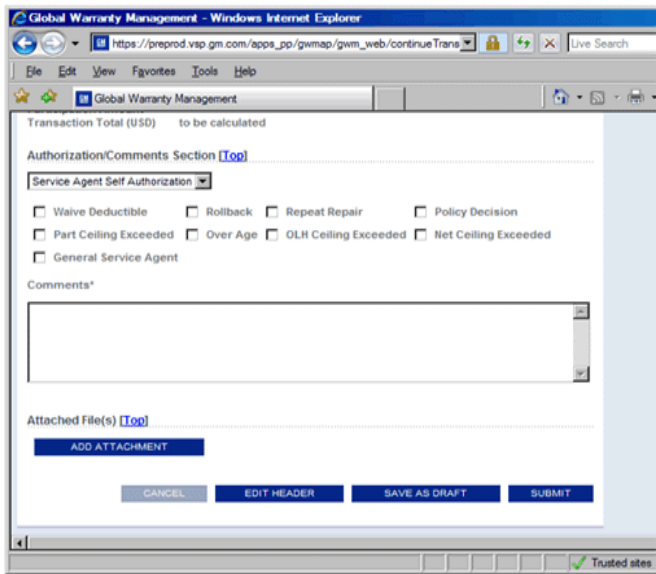 Global Warranty Management - Windows Internet Explorer
https://preprod.vsp.gm.com/apps_pp/gwmap/gwm_web/continueTrans
Live Search
File Edit View Favorites Tools Help
Global Warranty Management
Transaction Total (USD) to be calculated
Authorization/Comments Section [Top]
Service Agent Self Authorization
Waive Deductible Rollback Repeat Repair Policy Decision
Part Ceiling Exceeded Over Age OLH Ceiling Exceeded Net Ceiling Exceeded
General Service Agent
Comments*
Attached File(s) [Top]
ADD ATTACHMENT
CANCEL EDIT HEADER SAVE AS DRAFT SUBMIT
Trusted sites